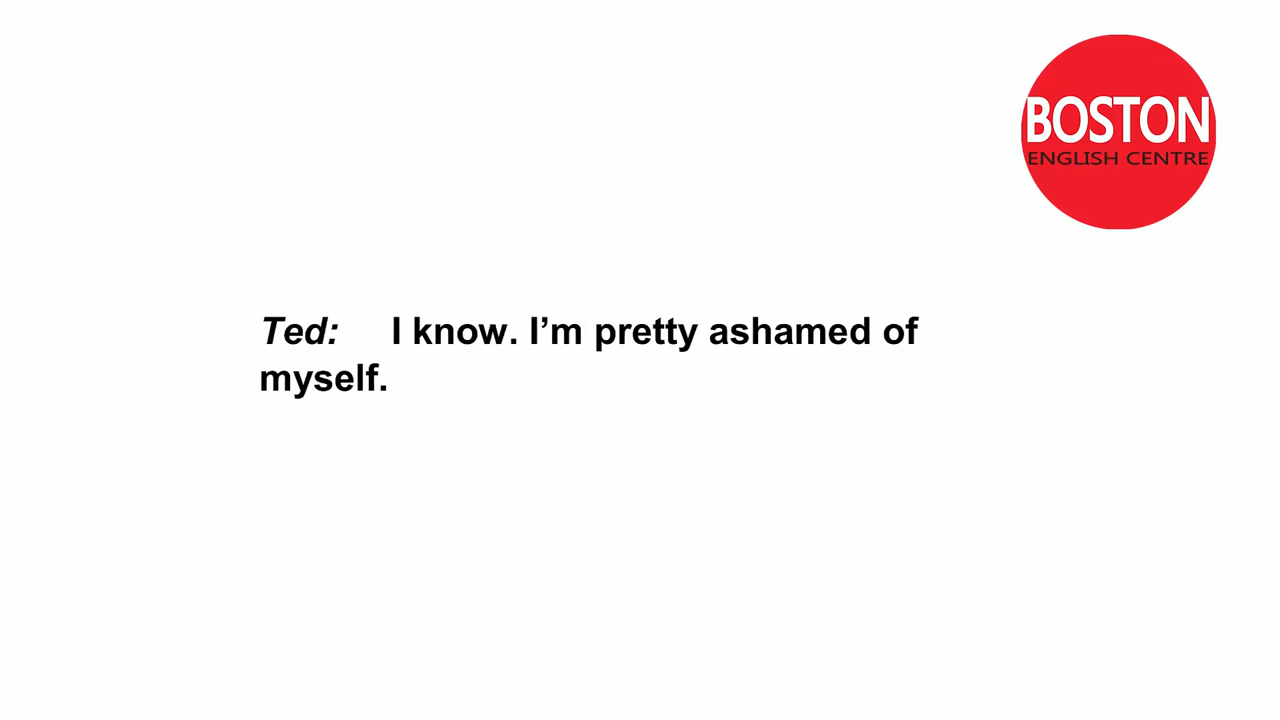 BOSTON
ENGLISH CENTRE
Ted: I know. I’m pretty ashamed of
myself.